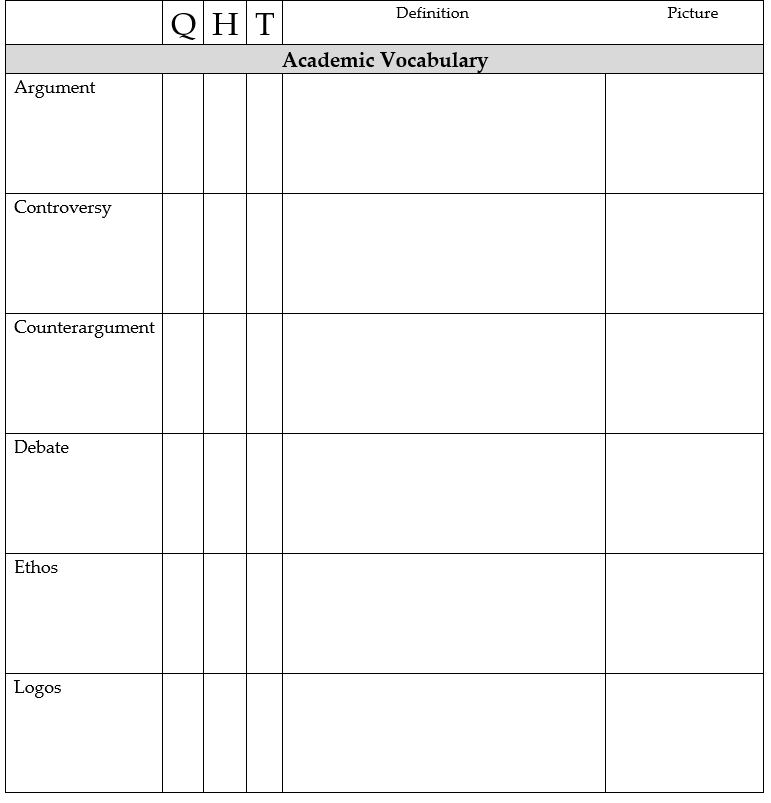 Q H T Definition Picture
Academic Vocabulary
Argument
Controversy
Counterargument
Debate
Ethos
Logos